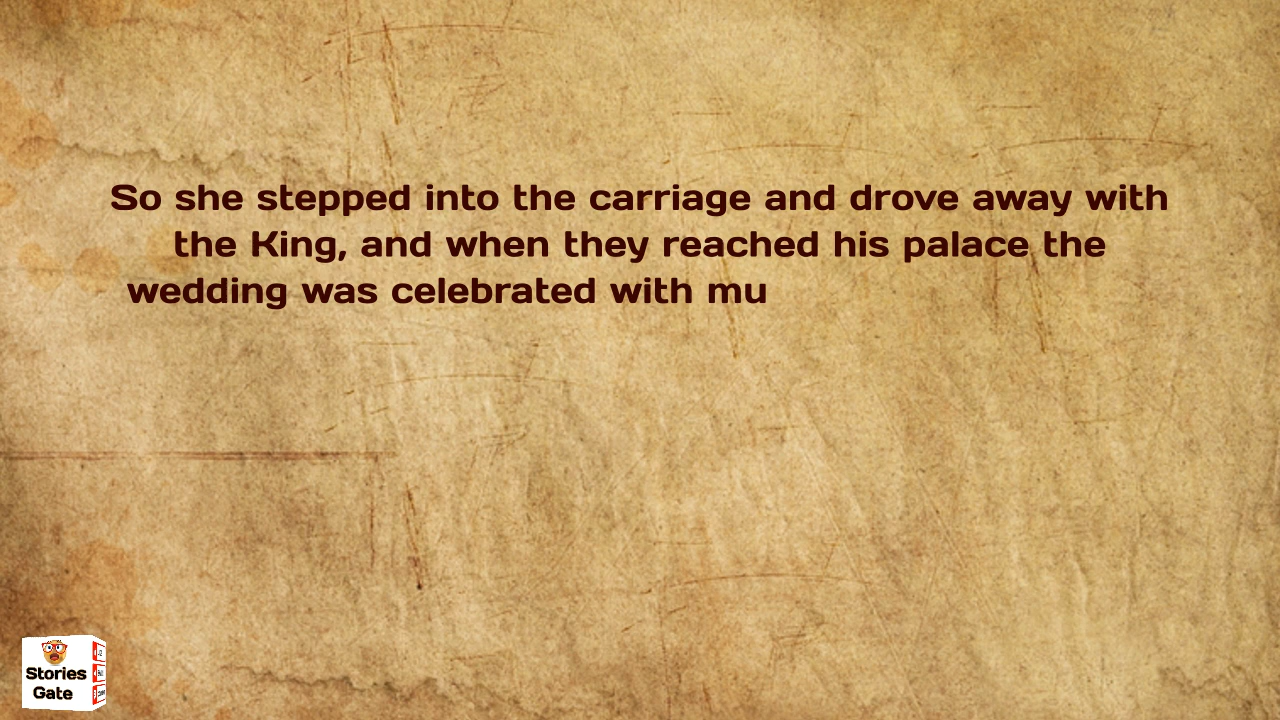 So she stepped into the carriage and drove away with
the King, and when they reached his palace the
wedding was celebrated with mu
Stories
Gate